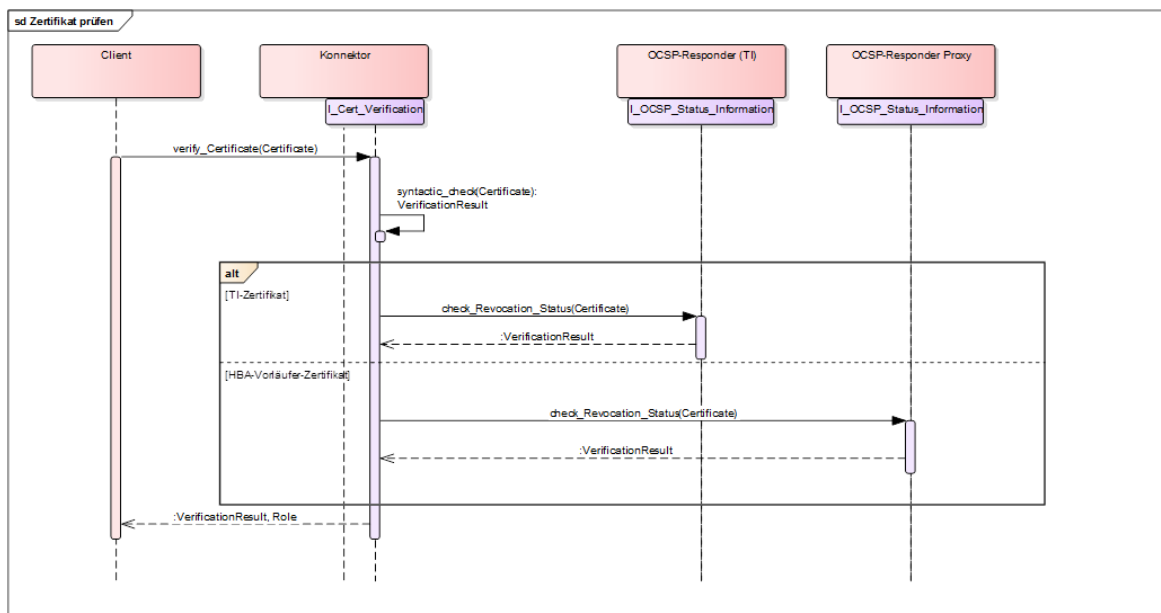 sd Zertifikat prüfen
Client
Konnektor
OCSP-Responder (TI)
OCSP-Responder Proxy
I_Cert_Verification
I_OCSP_Status_Information
I_OCSP_Status_Information
verify_Certificate(Certificate)
syntactic_check(Certificate):
VerificationResult
alt
[TI-Zertifikat]
check_Revocation_Status(Certificate)
:VerificationResult
[HBA-Vorläufer-Zertifikat]
check_Revocation_Status(Certificate)
:VerificationResult
:VerificationResult, Role